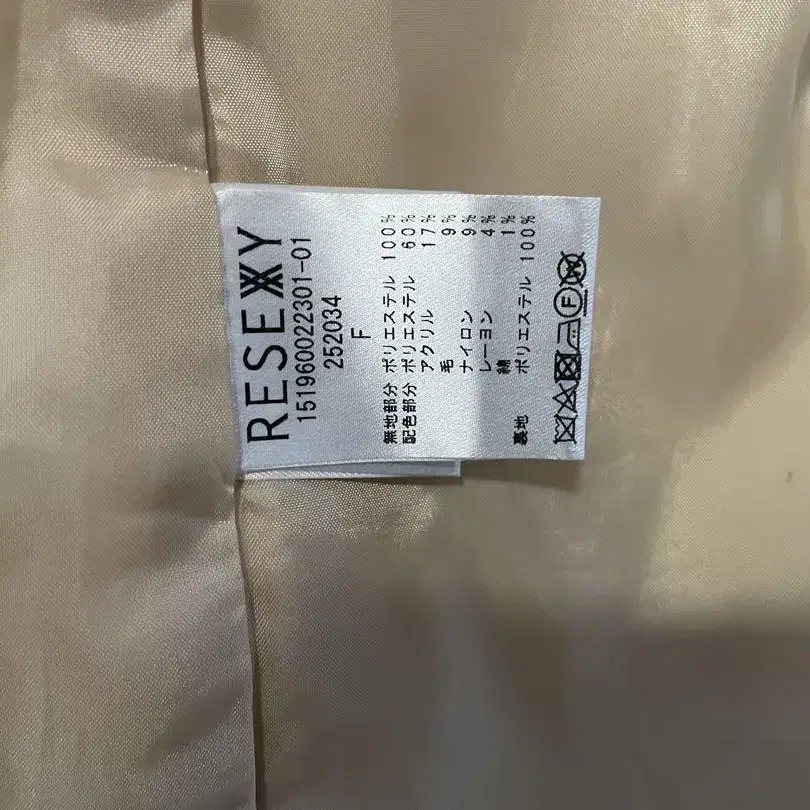 RESEXXY
151960022301-01
252034
F
無地部分 ポリエステル 100%
配色部分 ポリエステル 60%
アクリル 17%
毛 9%
ナイロン 9%
レーヨン 4%
綿 1%
裏地 ポリエステル 100%
F
W